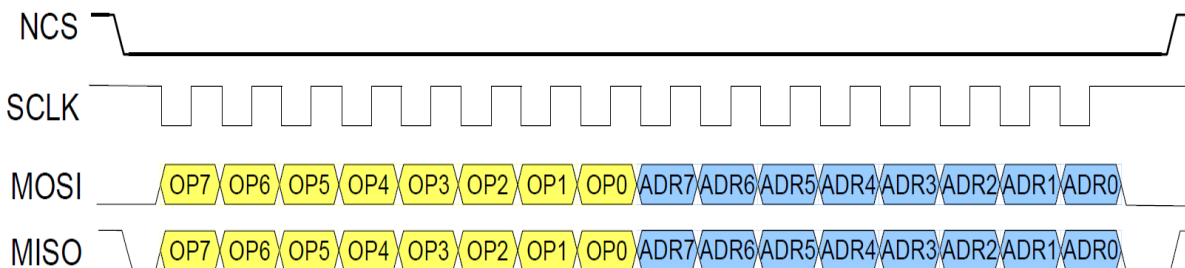 NCS
SCLK
MOSI OP7 OP6 OP5 OP4 OP3 OP2 OP1 OP0 ADR7 ADR6 ADR5 ADR4 ADR3 ADR2 ADR1 ADR0
MISO OP7 OP6 OP5 OP4 OP3 OP2 OP1 OP0 ADR7 ADR6 ADR5 ADR4 ADR3 ADR2 ADR1 ADR0